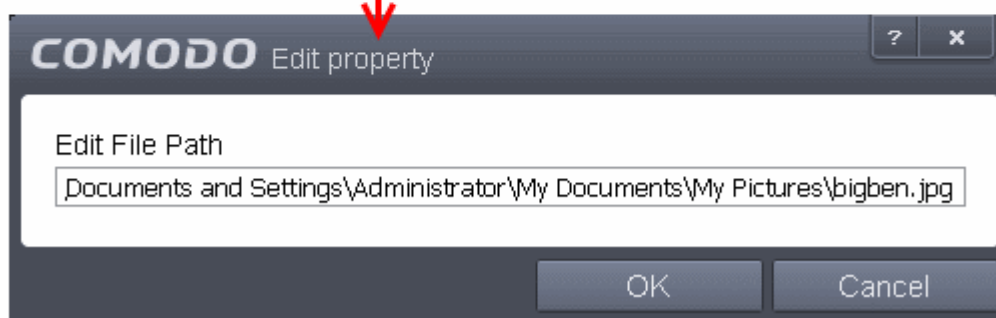 COMODO Edit property ? x
Edit File Path
Documents and Settings\Administrator\My Documents\My Pictures\bigben.jpg
OK Cancel